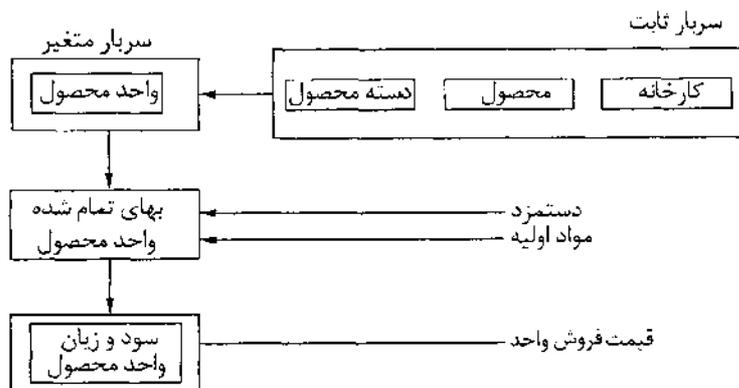 سربار ثابت
سربار متغیر
کارخانه
محصول
دسته محصول
واحد محصول
بهای تمام شده
واحد محصول
دستمزد
مواد اولیه
سود و زیان
واحد محصول
قیمت فروش واحد